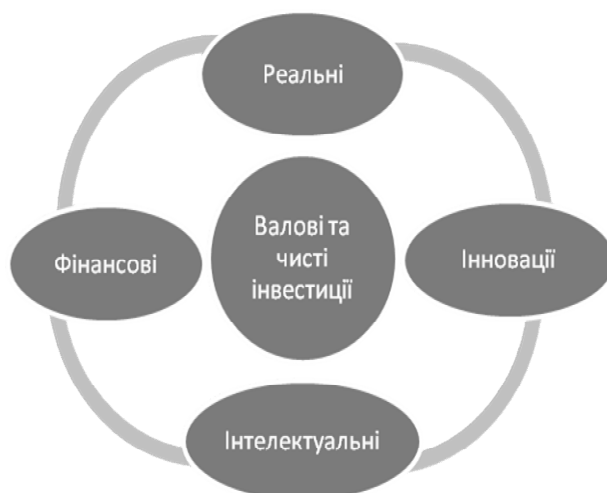 Реальні
Фінансові
Валові та
чисті
інвестиції
Інновації
Інтелектуальні